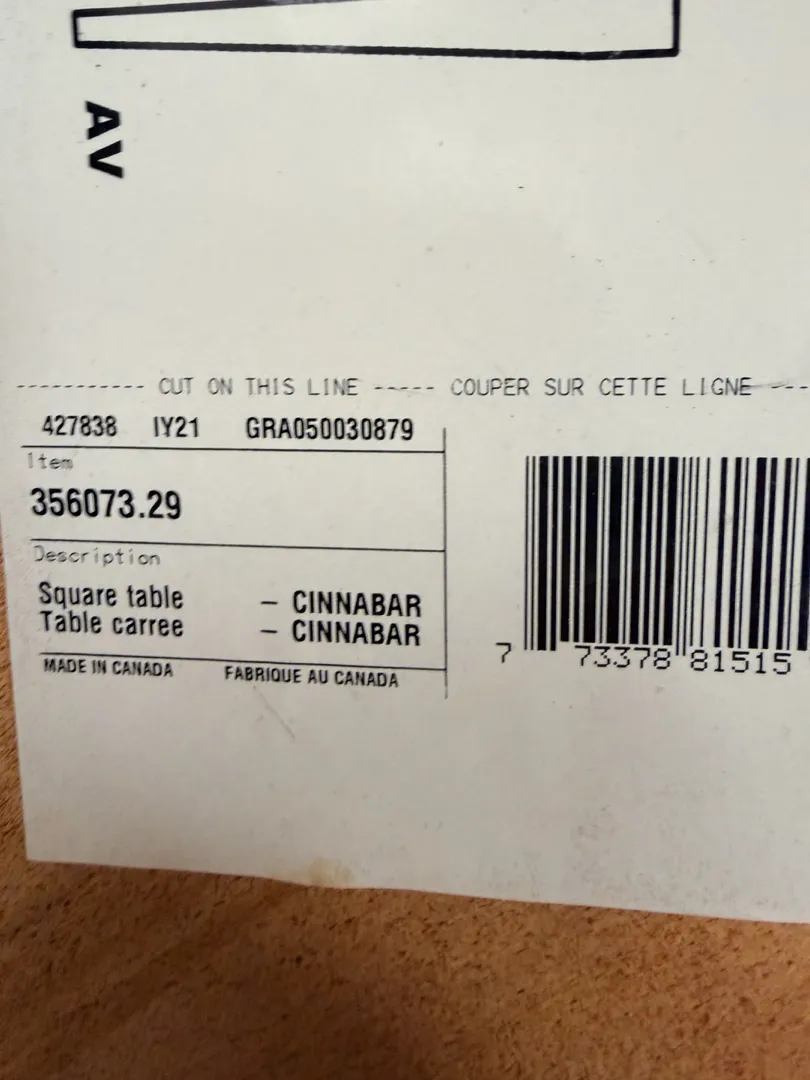 AV
------------ CUT ON THIS LINE ----- COUPER SUR CETTE LIGNE ---
427838 IY21 GRA050030879
Item
356073.29
Description
Square table – CINNABAR
Table carree – CINNABAR
MADE IN CANADA FABRIQUE AU CANADA
7 73378 81515